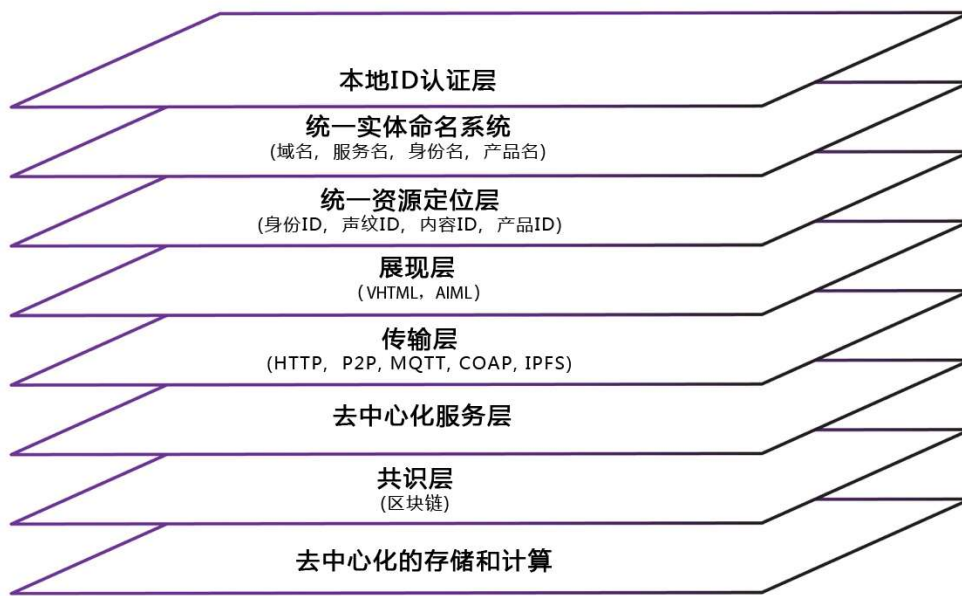 本地ID认证层
统一实体命名系统
(域名，服务名，身份名，产品名)
统一资源定位层
(身份ID，声纹ID，内容ID，产品ID)
展现层
(VHTML，AIML)
传输层
(HTTP，P2P, MQTT, COAP, IPFS)
去中心化服务层
共识层
(区块链)
去中心化的存储和计算